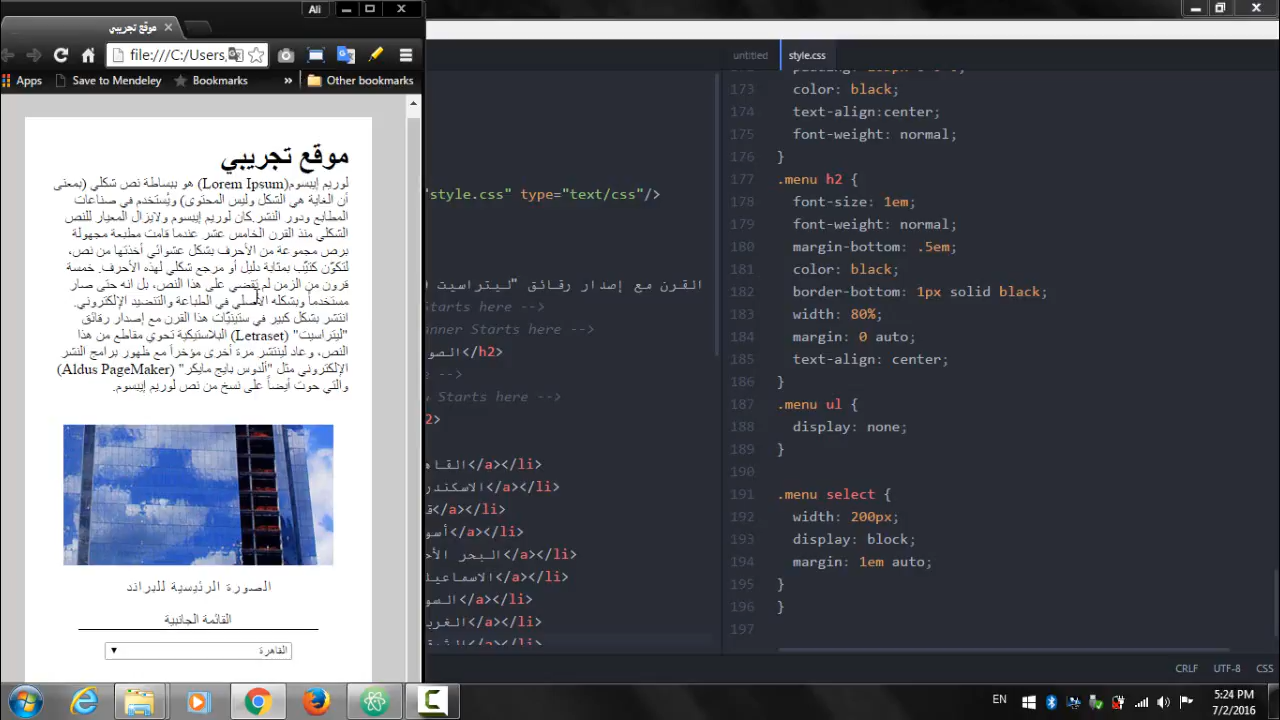 Ali
موقع تجريبي
file:///C:/Users
Apps
Save to Mendeley
Bookmarks
»
Other bookmarks
موقع تجريبي
لوريم إيبسوم(Lorem Ipsum) هو ببساطة نص شكلي (بمعنى
أن الغاية هي الشكل وليس المحتوى) ويُستخدم في صناعات
المطابع ودور النشر.كان لوريم إيبسوم ولايزال المعيار للنص
الشكلي منذ القرن الخامس عشر عندما قامت مطبعة مجهولة
برص مجموعة من الأحرف بشكل عشوائي أخذتها من نص،
لتكوّن كتيّب بمثابة دليل أو مرجع شكلي لهذه الأحرف. خمسة
قرون من الزمن لم تقضي على هذا النص، بل انه حتى صار
مستخدماً وبشكله الأصلي في الطباعة والتنضيد الإلكتروني.
انتشر بشكل كبير في ستينيّات هذا القرن مع إصدار رقائق
"ليتراسيت" (Letraset) البلاستيكية تحوي مقاطع من هذا
النص، وعاد لينتشر مرة أخرى مؤخراَ مع ظهور برامج النشر
الإلكتروني مثل "ألدوس بايج مايكر" (Aldus PageMaker)
والتي حوت أيضاً على نسخ من نص لوريم إيبسوم.
الصورة الرئيسية للبراند
القائمة الجانبية
القاهرة
"style.css" type="text/css"/>
القرن مع إصدار رقائق "ليتراسيت (
Starts here -->
nner Starts here -->
الصو</h2>
e -->
Starts here -->
2>
القاه</a></li>
الاسكندر</a></li>
ق</a></li>
أسو</a></li>
البحر الأح</a></li>
الاسماعيل</a></li>
الصو</a></li>
الغرب</a></li>
</a></li>
untitled
style.css
173 color: black;
174 text-align:center;
175 font-weight: normal;
176 }
177 .menu h2 {
178 font-size: 1em;
179 font-weight: normal;
180 margin-bottom: .5em;
181 color: black;
182 border-bottom: 1px solid black;
183 width: 80%;
184 margin: 0 auto;
185 text-align: center;
186 }
187 .menu ul {
188 display: none;
189 }
190
191 .menu select {
192 width: 200px;
193 display: block;
194 margin: 1em auto;
195 }
196 }
197
CRLF UTF-8 CSS
EN
5:24 PM
7/2/2016